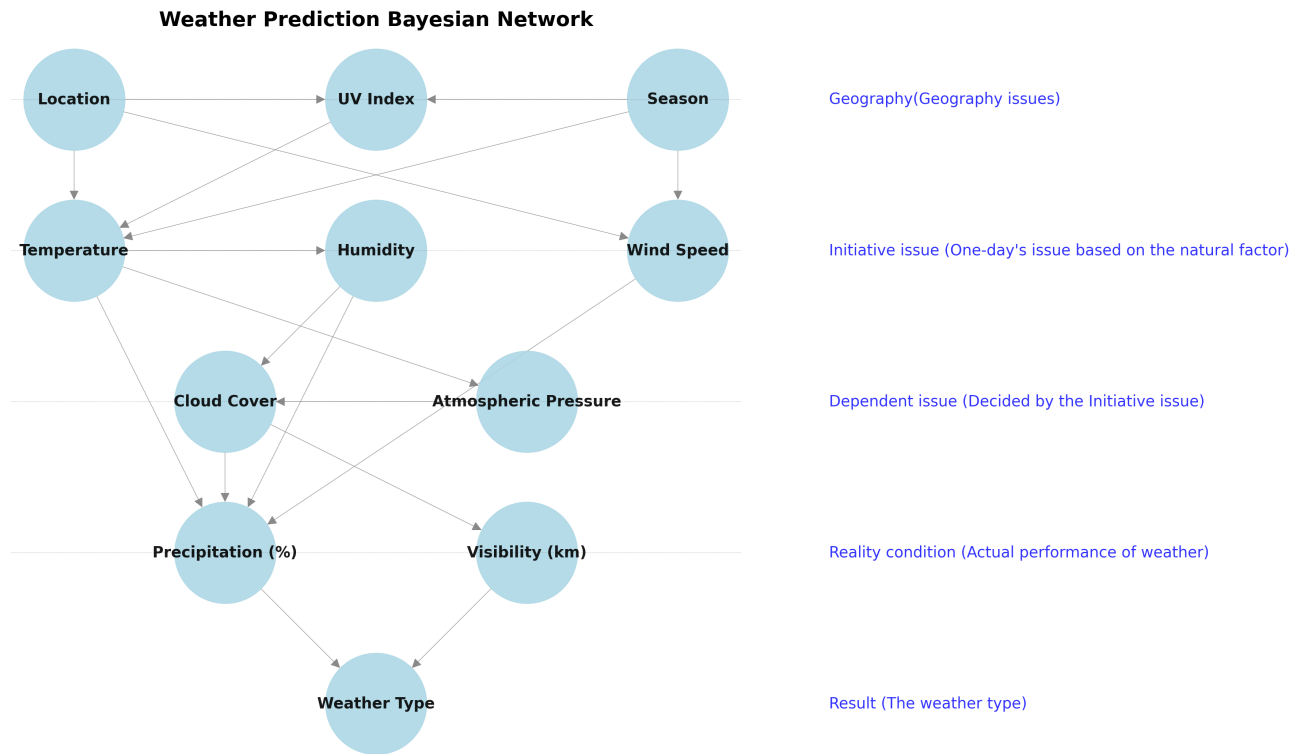 Weather Prediction Bayesian Network
Location
UV Index
Season
Geography(Geography issues)
Temperature
Humidity
Wind Speed
Initiative issue (One-day's issue based on the natural factor)
Cloud Cover
Atmospheric Pressure
Dependent issue (Decided by the Initiative issue)
Precipitation (%)
Visibility (km)
Reality condition (Actual performance of weather)
Weather Type
Result (The weather type)